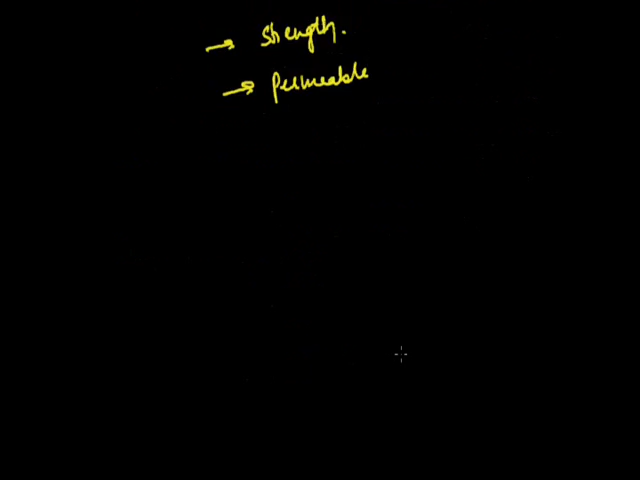 → Strength.
→ Permeable